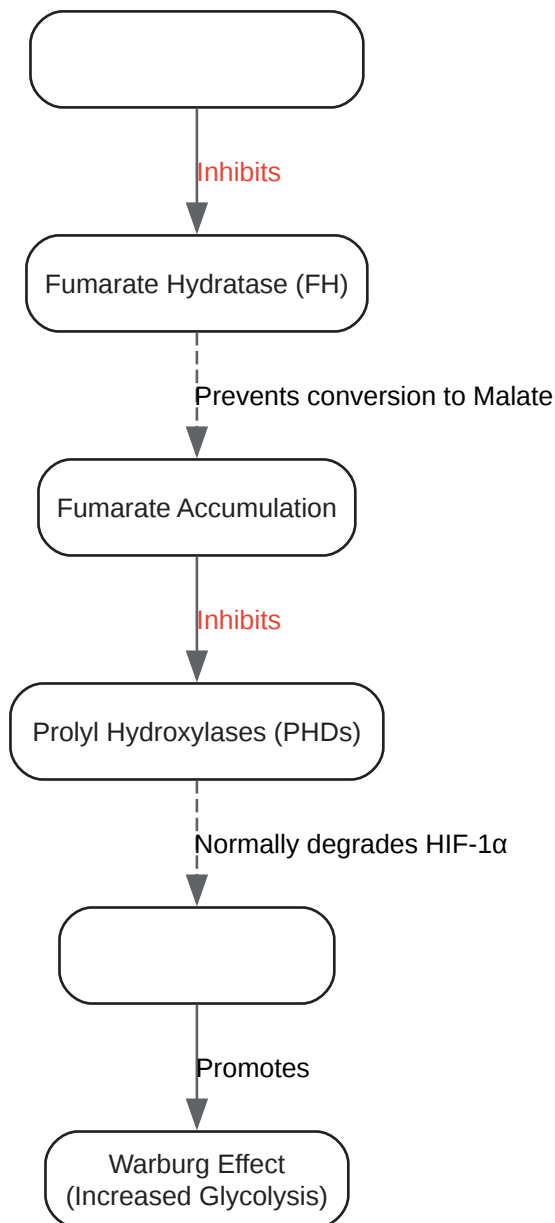 Inhibits
Fumarate Hydratase (FH)
Prevents conversion to Malate
Fumarate Accumulation
Inhibits
Prolyl Hydroxylases (PHDs)
Normally degrades HIF-1α
Promotes
Warburg Effect
(Increased Glycolysis)